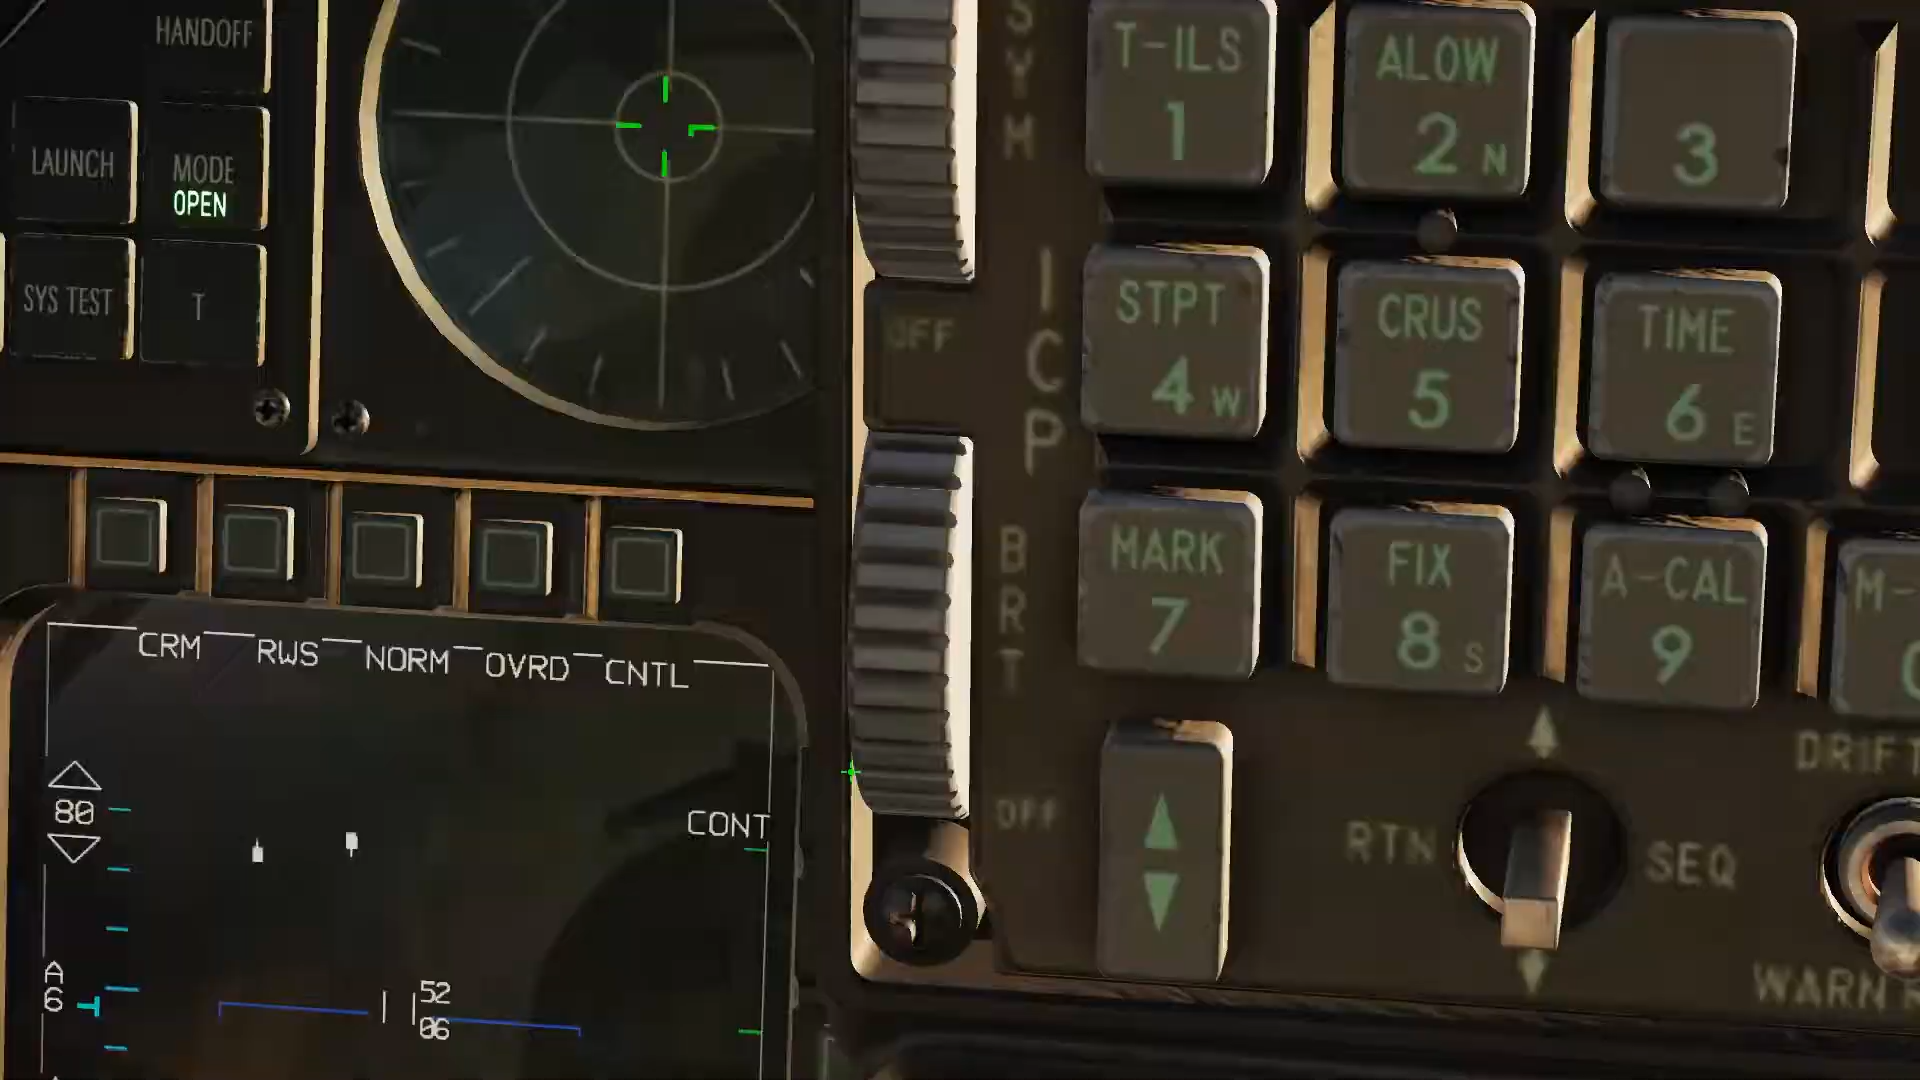 HANDOFF
LAUNCH
MODE
OPEN
SYS TEST
T
SYM
T-ILS
1
ALOW
2 N
3
OFF
ICP
STPT
4 W
CRUS
5
TIME
6 E
BRT
MARK
7
FIX
8 S
A-CAL
9
M-
0
OFF
RTN
SEQ
DRIFT
WARN R
CRM RWS NORM OVRD CNTL
80
CONT
A
6
52
06